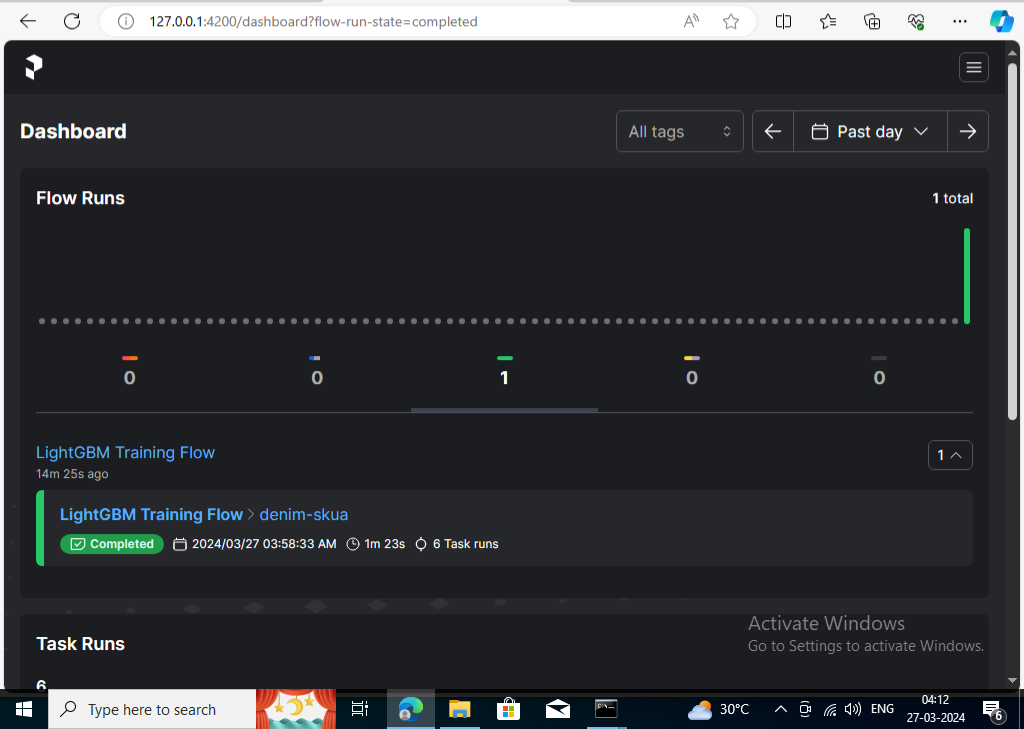 127.0.0.1:4200/dashboard?flow-run-state=completed
Dashboard
All tags
Past day
Flow Runs
1 total
0 0 1 0 0
LightGBM Training Flow
14m 25s ago
1
LightGBM Training Flow > denim-skua
Completed 2024/03/27 03:58:33 AM 1m 23s 6 Task runs
Activate Windows
Go to Settings to activate Windows.
Task Runs
6
Type here to search
30°C
ENG
04:12
27-03-2024
6